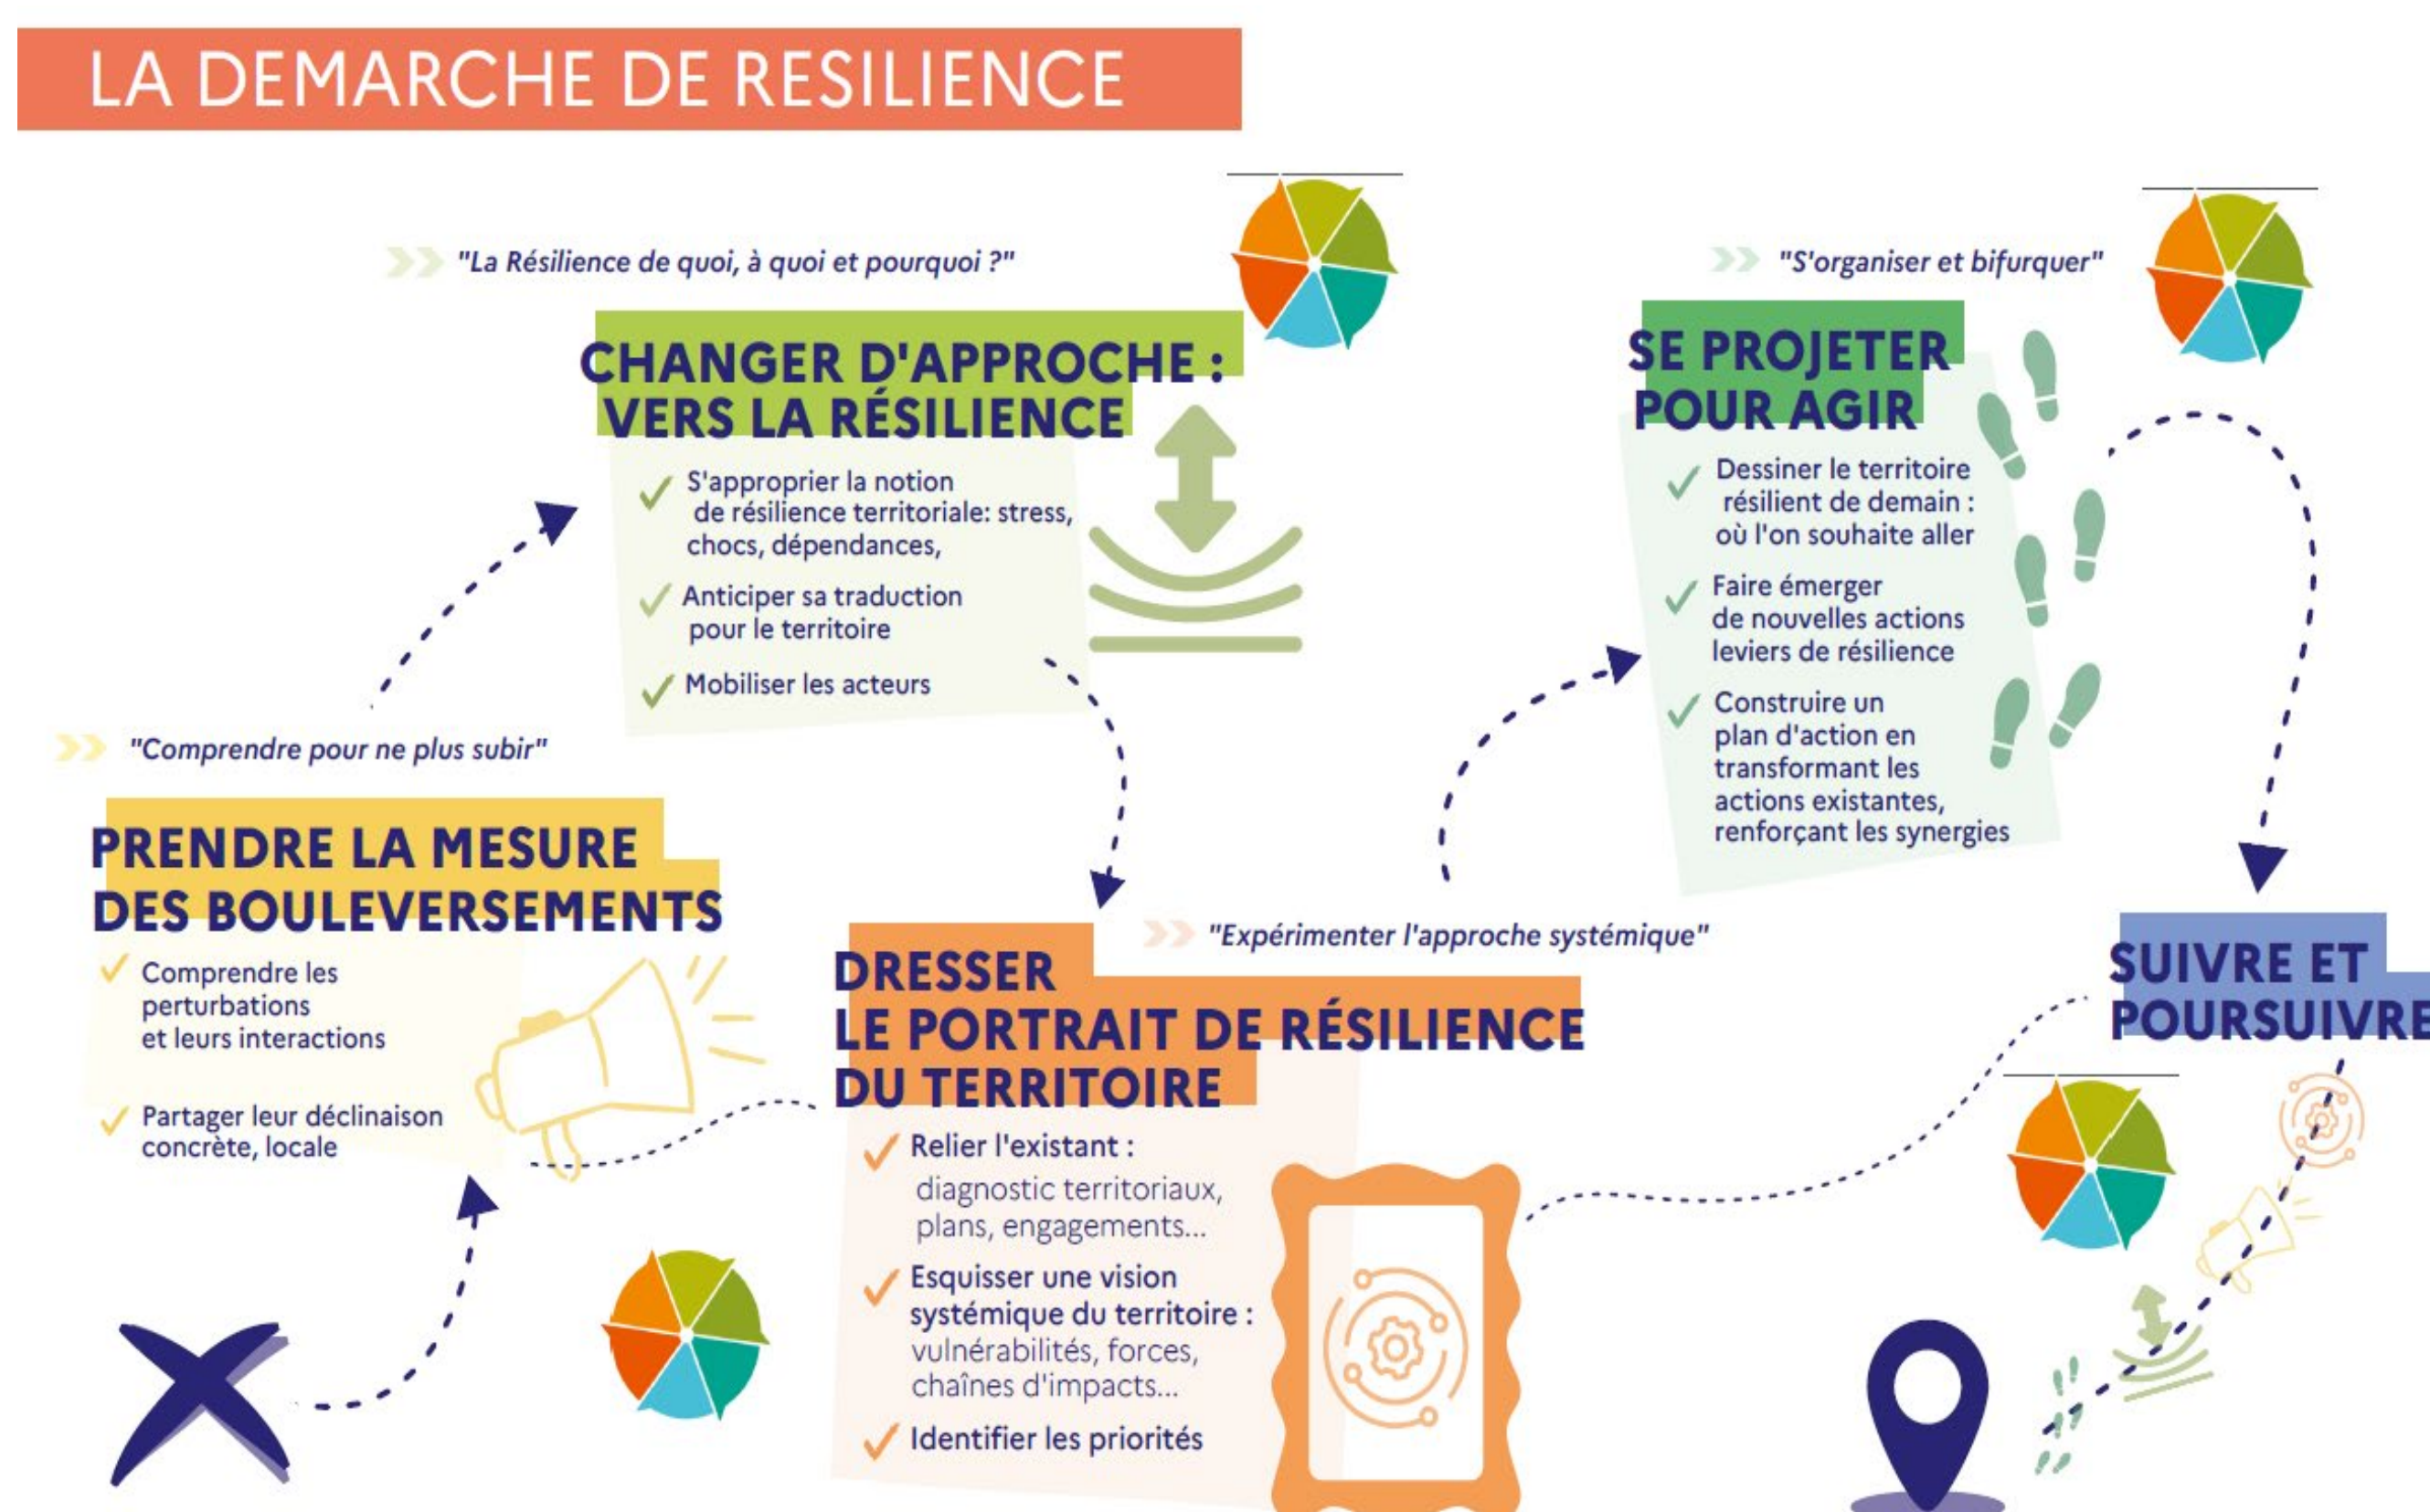 LA DEMARCHE DE RESILIENCE
"La Résilience de quoi, à quoi et pourquoi ?"
CHANGER D'APPROCHE :
VERS LA RÉSILIENCE
S'approprier la notion
de résilience territoriale: stress,
chocs, dépendances,
Anticiper sa traduction
pour le territoire
Mobiliser les acteurs
"Comprendre pour ne plus subir"
PRENDRE LA MESURE
DES BOULEVERSEMENTS
Comprendre les
perturbations
et leurs interactions
Partager leur déclinaison
concrète, locale
"Expérimenter l'approche systémique"
DRESSER
LE PORTRAIT DE RÉSILIENCE
DU TERRITOIRE
Relier l'existant :
diagnostic territoriaux,
plans, engagements...
Esquisser une vision
systémique du territoire :
vulnérabilités, forces,
chaînes d'impacts...
Identifier les priorités
"S'organiser et bifurquer"
SE PROJETER
POUR AGIR
Dessiner le territoire
résilient de demain :
où l'on souhaite aller
Faire émerger
de nouvelles actions
leviers de résilience
Construire un
plan d'action en
transformant les
actions existantes,
renforçant les synergies
SUIVRE ET
POURSUIVRE